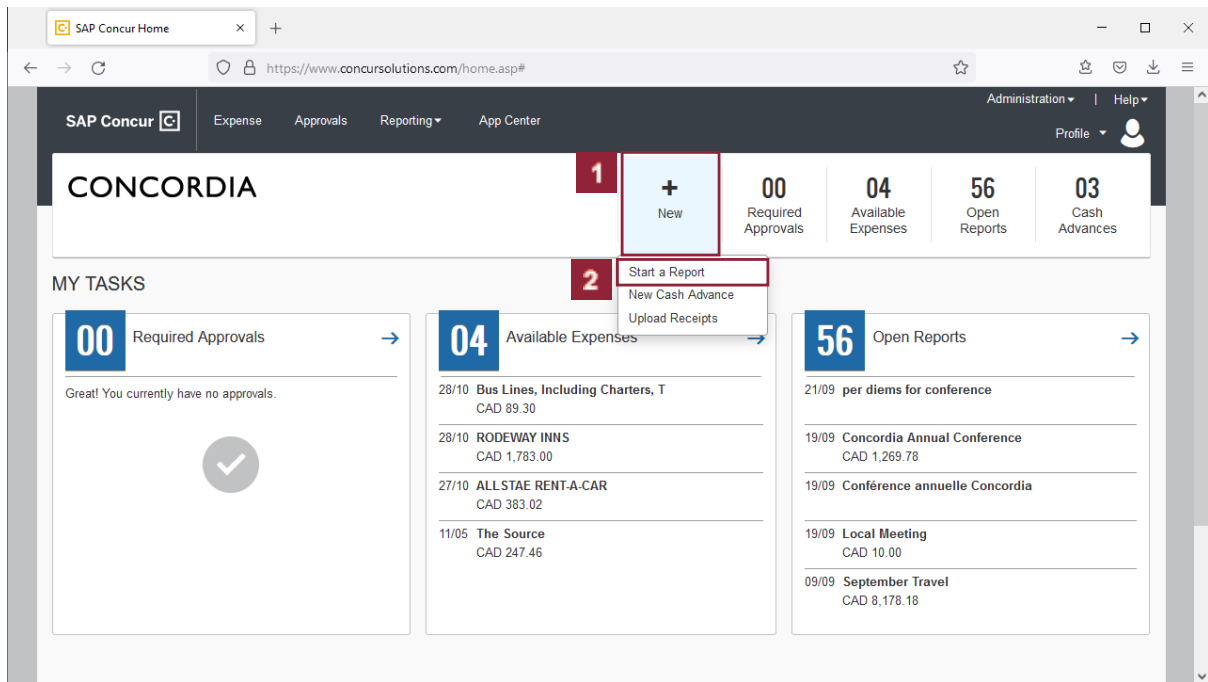 SAP Concur Home
https://www.concursolutions.com/home.asp#
Administration | Help
SAP Concur C Expense Approvals Reporting App Center
Profile
CONCORDIA
1
+
New
00
Required
Approvals
04
Available
Expenses
56
Open
Reports
03
Cash
Advances
2
Start a Report
New Cash Advance
Upload Receipts
MY TASKS
00 Required Approvals
Great! You currently have no approvals.
04 Available Expenses
28/10 Bus Lines, Including Charters, T
CAD 89.30
28/10 RODEWAY INNS
CAD 1,783.00
27/10 ALLSTAE RENT-A-CAR
CAD 383.02
11/05 The Source
CAD 247.46
56 Open Reports
21/09 per diems for conference
19/09 Concordia Annual Conference
CAD 1,269.78
19/09 Conférence annuelle Concordia
19/09 Local Meeting
CAD 10.00
09/09 September Travel
CAD 8,178.18